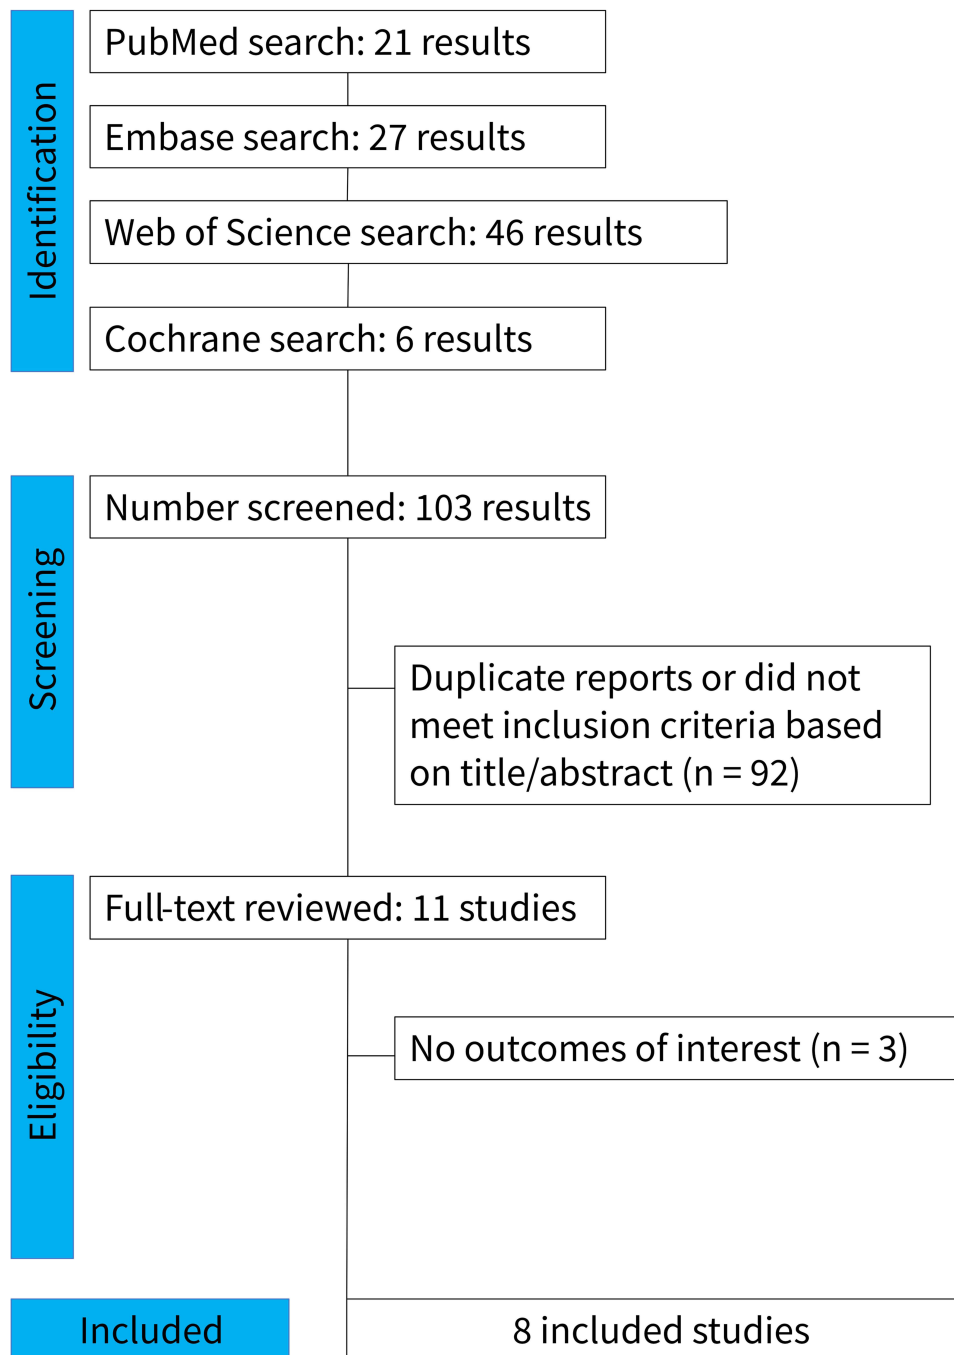 Identification
PubMed search: 21 results
Embase search: 27 results
Web of Science search: 46 results
Cochrane search: 6 results
Screening
Number screened: 103 results
Duplicate reports or did not
meet inclusion criteria based
on title/abstract (n = 92)
Eligibility
Full-text reviewed: 11 studies
No outcomes of interest (n = 3)
Included
8 included studies